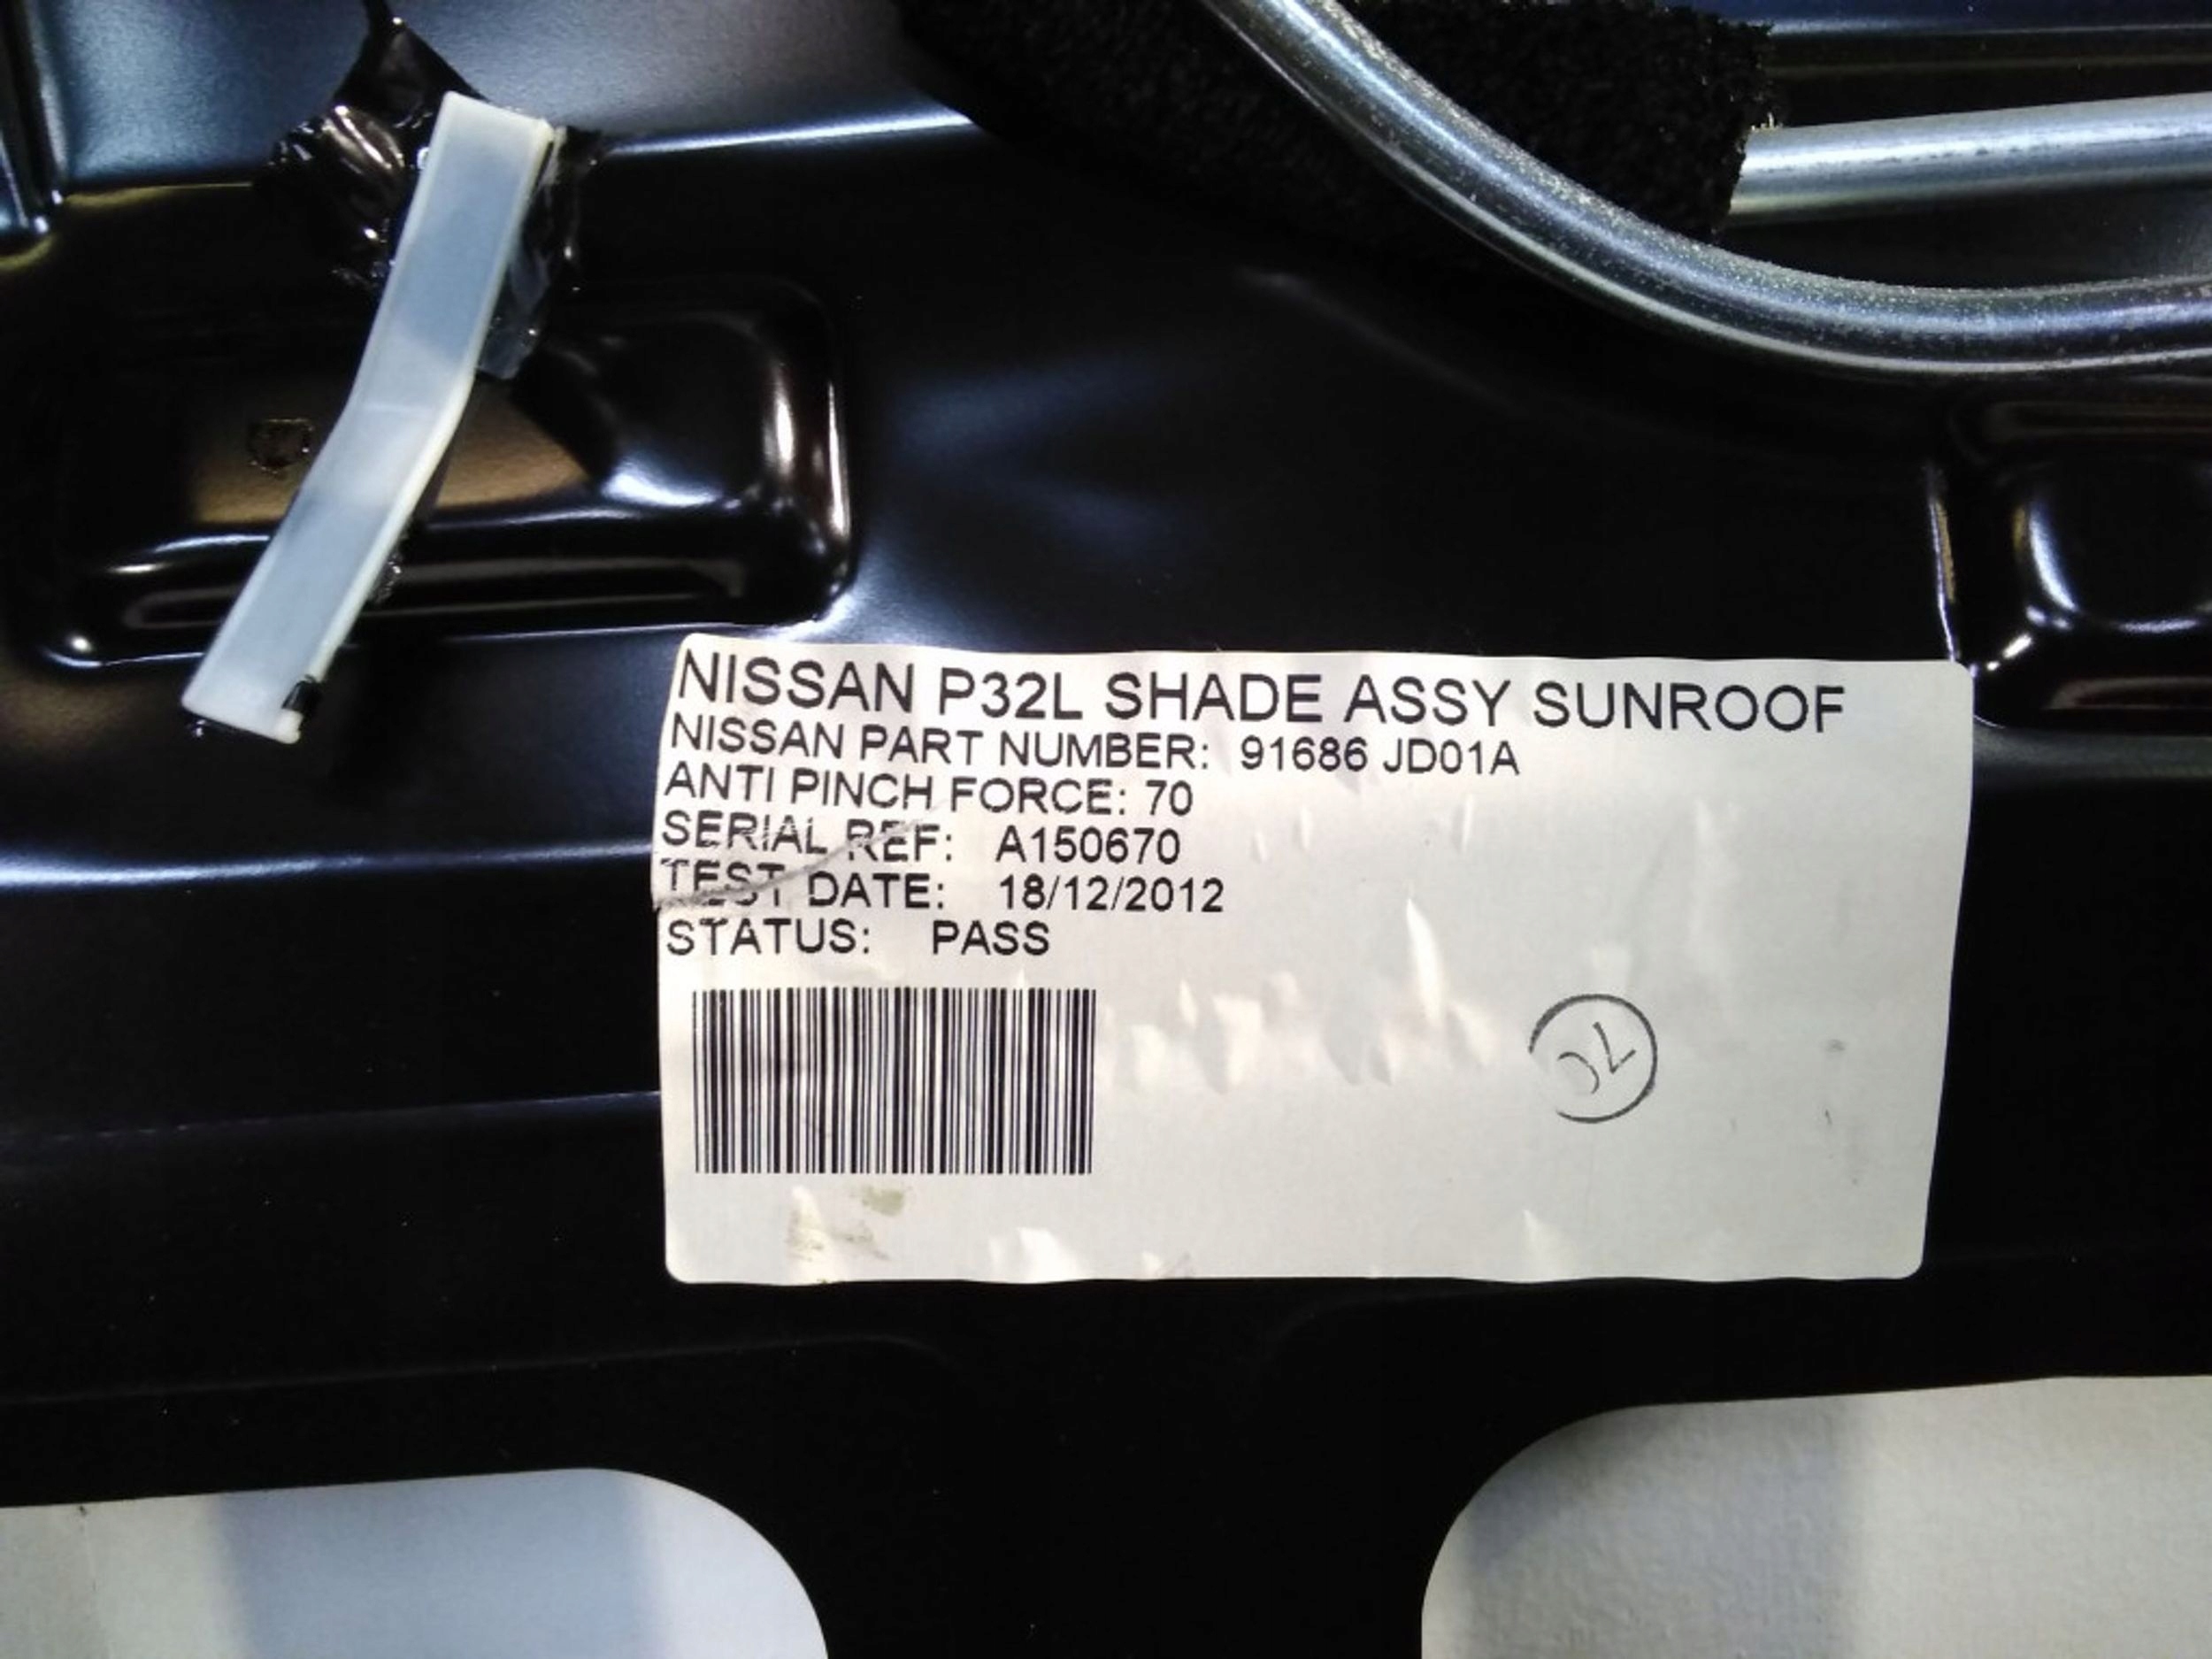 NISSAN P32L SHADE ASSY SUNROOF
NISSAN PART NUMBER: 91686 JD01A
ANTI PINCH FORCE: 70
SERIAL REF: A150670
TEST DATE: 18/12/2012
STATUS: PASS